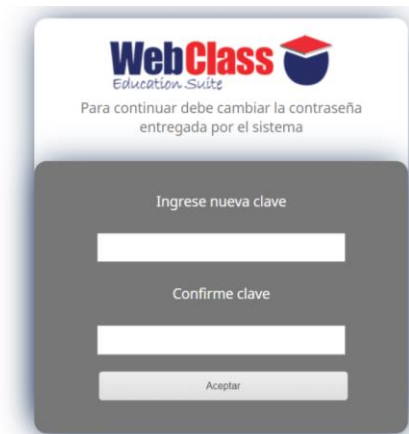 WebClass
Education Suite
Para continuar debe cambiar la contraseña
entregada por el sistema
Ingrese nueva clave
Confirme clave
Aceptar